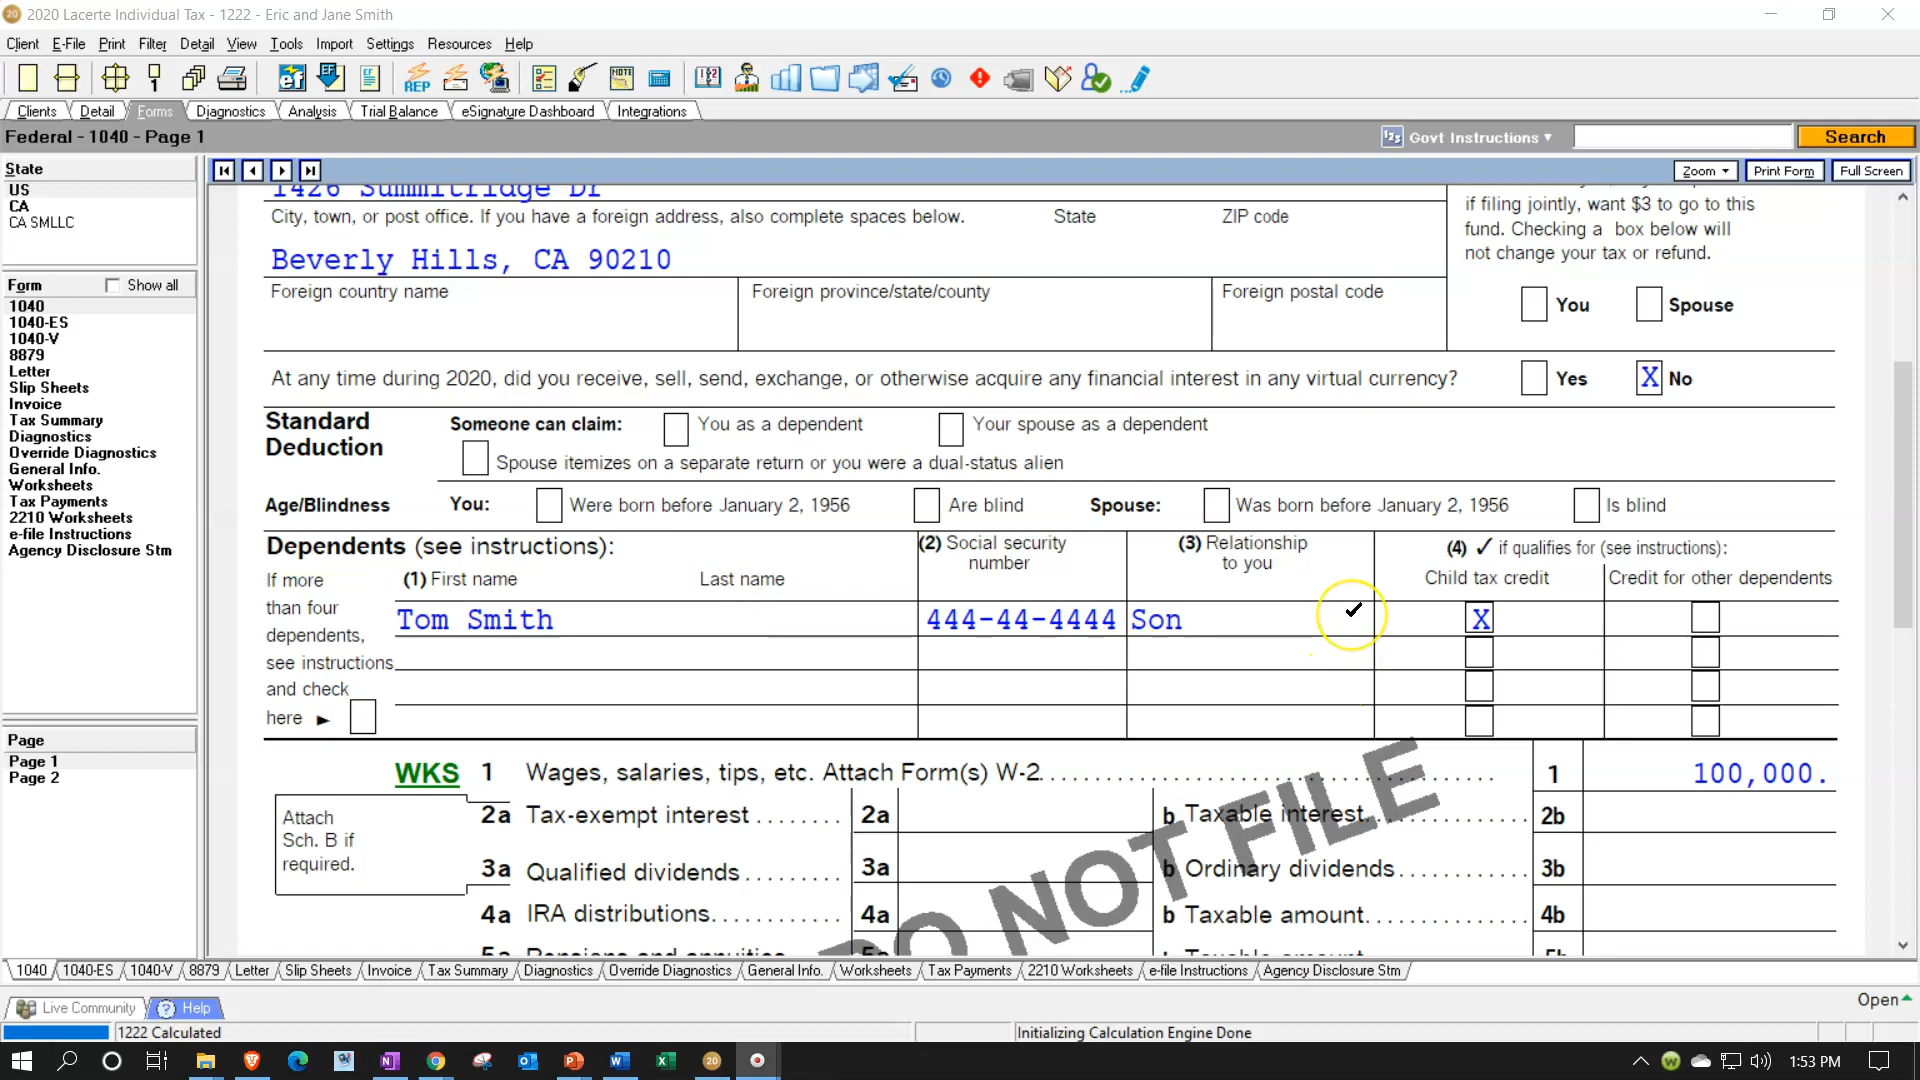 20 2020 Lacerte Individual Tax - 1222 - Eric and Jane Smith
Client E-File Print Filter Detail View Tools Import Settings Resources Help
Clients Detail Forms Diagnostics Analysis Trial Balance eSignature Dashboard Integrations
Federal - 1040 - Page 1
Govt Instructions
Search
State
US
CA
CA SMLLC
Form Show all
1040
1040-ES
1040-V
8879
Letter
Slip Sheets
Invoice
Tax Summary
Diagnostics
Override Diagnostics
General Info.
Worksheets
Tax Payments
2210 Worksheets
e-file Instructions
Agency Disclosure Stm
Page
Page 1
Page 2
Zoom Print Form Full Screen
1426 Summitridge Dr
City, town, or post office. If you have a foreign address, also complete spaces below. State ZIP code
Beverly Hills, CA 90210
Foreign country name Foreign province/state/county Foreign postal code
if filing jointly, want $3 to go to this
fund. Checking a box below will
not change your tax or refund.
You Spouse
At any time during 2020, did you receive, sell, send, exchange, or otherwise acquire any financial interest in any virtual currency? Yes X No
Standard
Deduction
Someone can claim: You as a dependent Your spouse as a dependent
Spouse itemizes on a separate return or you were a dual-status alien
Age/Blindness You: Were born before January 2, 1956 Are blind Spouse: Was born before January 2, 1956 Is blind
Dependents (see instructions):
(1) First name Last name
(2) Social security
number
(3) Relationship
to you
(4) ✓ if qualifies for (see instructions):
Child tax credit Credit for other dependents
If more
than four
dependents,
see instructions
and check
here ►
Tom Smith 444-44-4444 Son X
WKS 1 Wages, salaries, tips, etc. Attach Form(s) W-2 1 100,000.
Attach
Sch. B if
required.
2a Tax-exempt interest 2a b Taxable interest 2b
3a Qualified dividends 3a b Ordinary dividends 3b
4a IRA distributions 4a b Taxable amount 4b
5a Pensions and annuities 5a b Taxable amount 5b
DO NOT FILE
1040 1040-ES 1040-V 8879 Letter Slip Sheets Invoice Tax Summary Diagnostics Override Diagnostics General Info. Worksheets Tax Payments 2210 Worksheets e-file Instructions Agency Disclosure Stm
Live Community Help
Open
1222 Calculated
Initializing Calculation Engine Done
1:53 PM